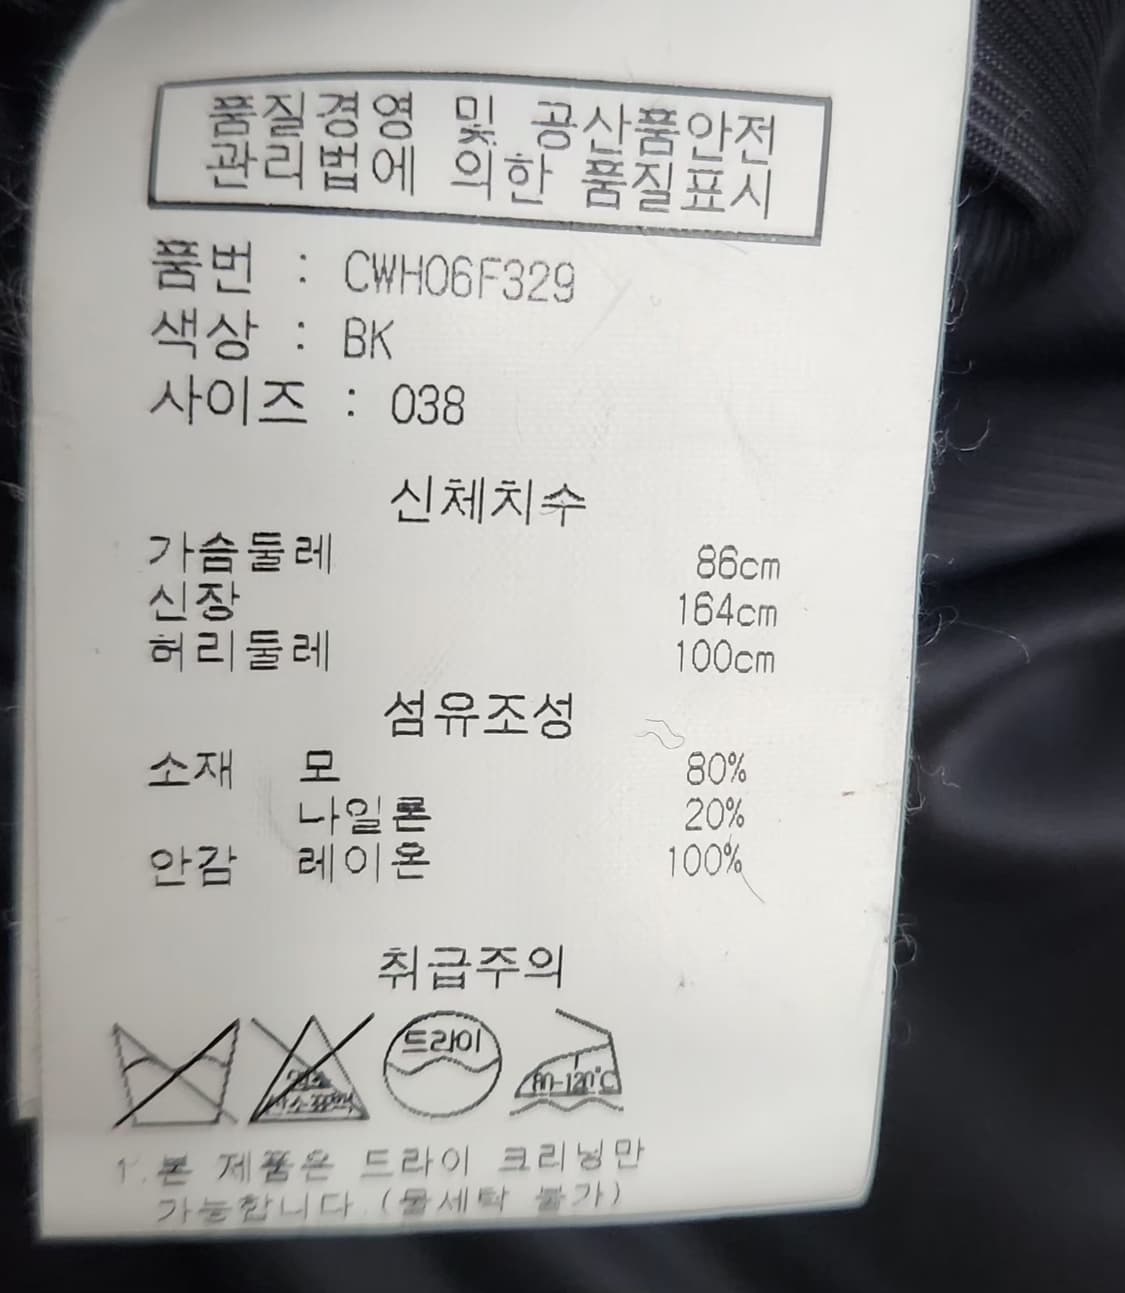 품질경영 및 공산품안전
관리법에 의한 품질표시
품번 : CWH06F329
색상 : BK
사이즈 : 038
신체치수
가슴둘레 86cm
신장 164cm
허리둘레 100cm
섬유조성
소재 모 80%
나일론 20%
안감 레이온 100%
취급주의
드라이
80-120℃
1.본 제품은 드라이 크리닝만
가능합니다.(물세탁 불가)